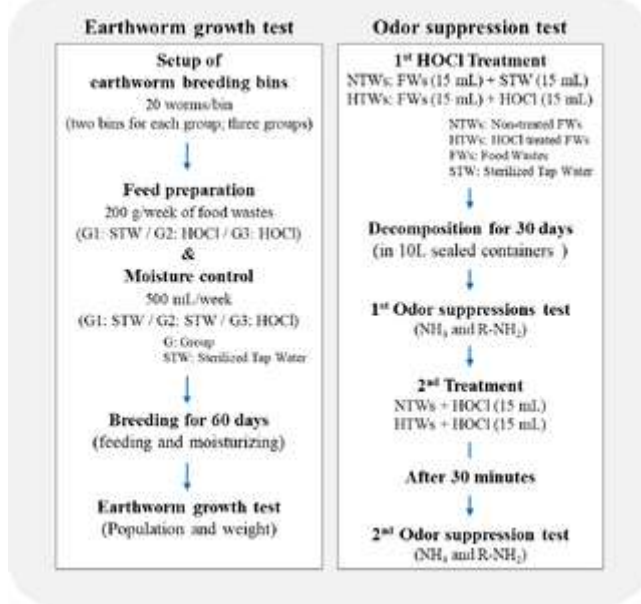 Earthworm growth test
Setup of
earthworm breeding bins
20 worms/bin
(two bins for each group; three groups)
Feed preparation
200 g/week of food wastes
(G1: STW / G2: HOCl / G3: HOCl)
&
Moisture control
500 mL/week
(G1: STW / G2: STW / G3: HOCl)
G: Group
STW: Sterilized Tap Water
Breeding for 60 days
(feeding and moisturizing)
Earthworm growth test
(Population and weight)
Odor suppression test
1st HOCl Treatment
NTWs: FWs (15 mL) + STW (15 mL)
HTWs: FWs (15 mL) + HOCl (15 mL)
NTWs: Non-treated FWs
HTWs: HOCl treated FWs
FWs: Food Wastes
STW: Sterilized Tap Water
Decomposition for 30 days
(in 10L sealed containers )
1st Odor suppressions test
(NH₃ and R-NH₂)
2nd Treatment
NTWs + HOCl (15 mL)
HTWs + HOCl (15 mL)
After 30 minutes
2nd Odor suppression test
(NH₃ and R-NH₂)